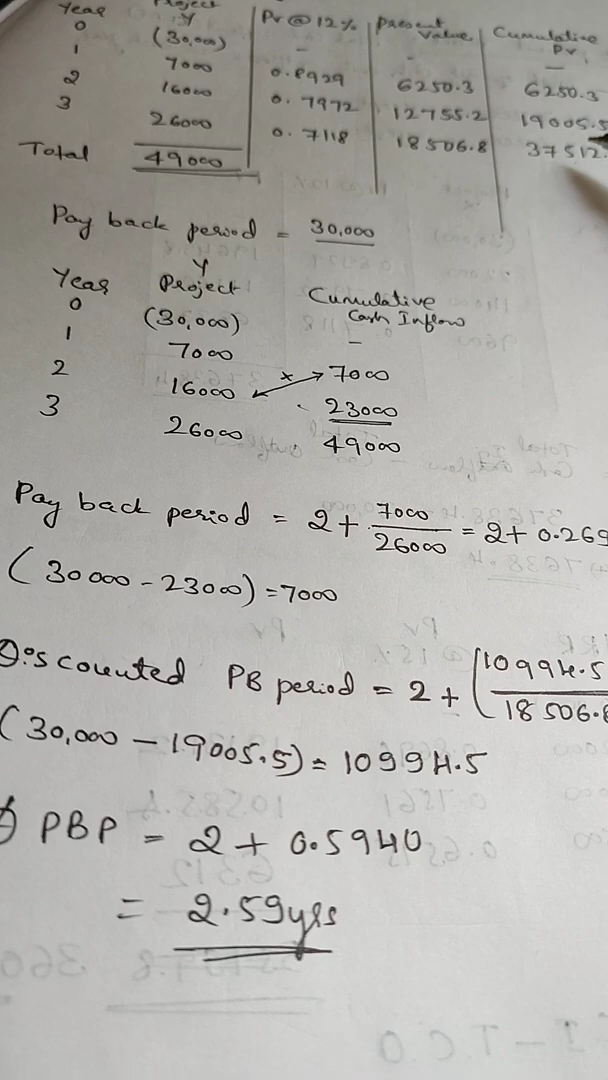 Year Project Y Pv @ 12% Present Value Cumulative Pv
0 (30,000) - - -
1 7000 0.8929 6250.3 6250.3
2 16000 0.7972 12755.2 19005.5
3 26000 0.7118 18506.8 37512.
Total 49000
Pay back period = 30,000
Year Y Project Cumulative Cash Inflow
0 (30,000) -
1 7000 7000
2 16000 23000
3 26000 49000
Pay back period = 2 + 7000/26000 = 2 + 0.269
(30000 - 23000) = 7000
Discounted PB period = 2 + (10994.5/18506.8
(30,000 - 19005.5) = 10994.5
PBP = 2 + 0.5940
= 2.59yrs